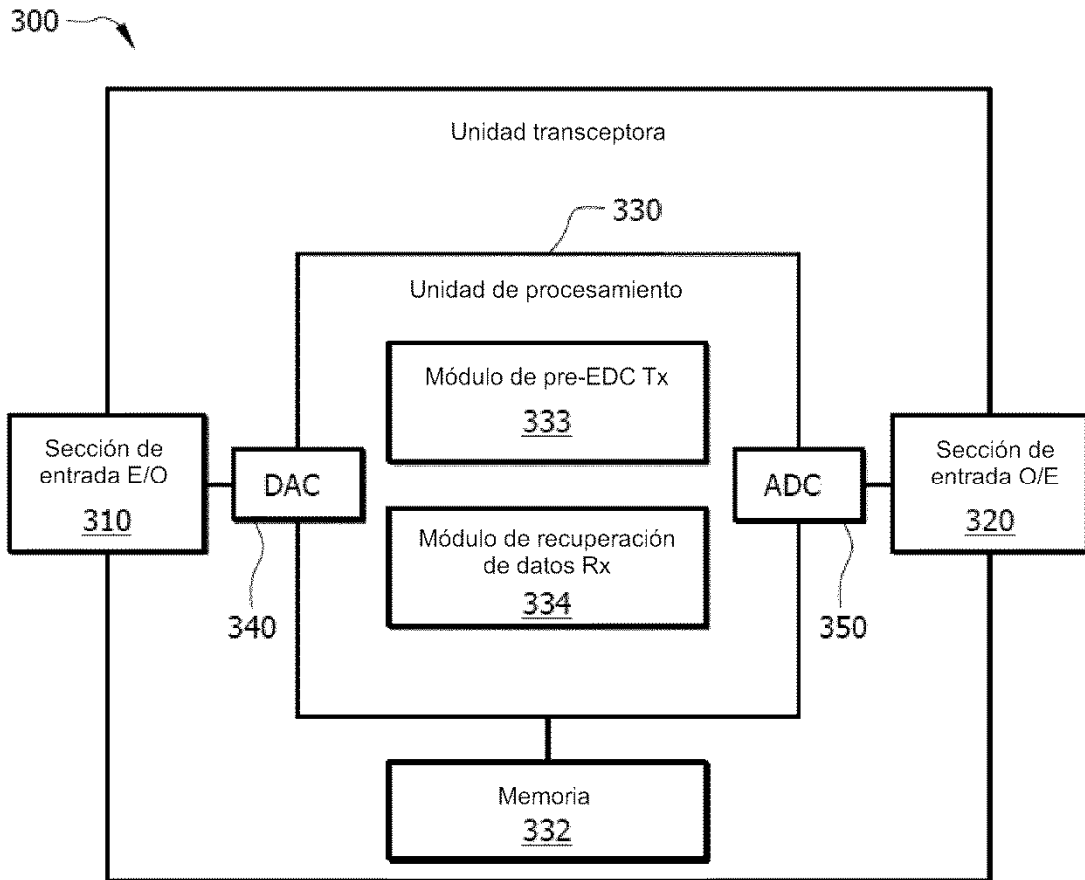 300
Unidad transceptora
330
Unidad de procesamiento
Módulo de pre-EDC Tx
333
Sección de
entrada E/O
310
DAC
340
Módulo de recuperación
de datos Rx
334
ADC
350
Sección de
entrada O/E
320
Memoria
332